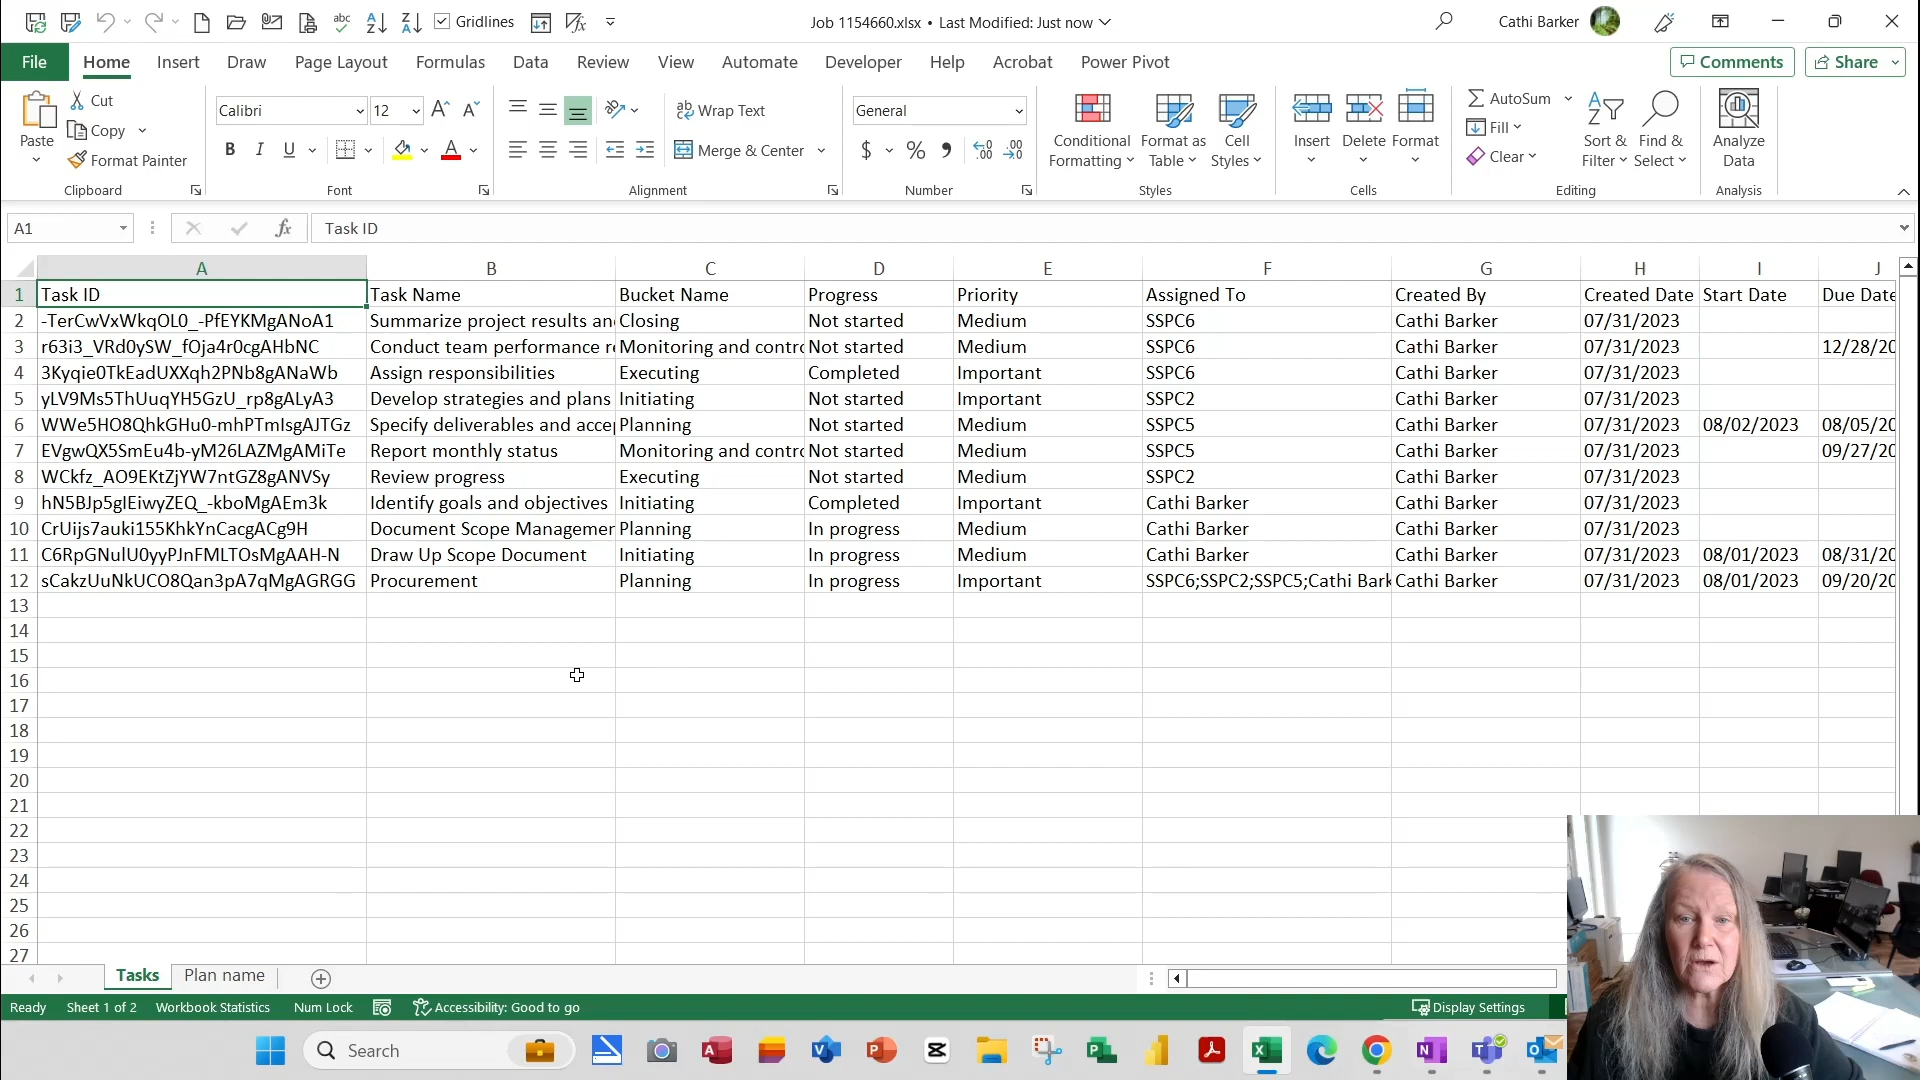 abc
Gridlines
Job 1154660.xlsx • Last Modified: Just now
Cathi Barker
File Home Insert Draw Page Layout Formulas Data Review View Automate Developer Help Acrobat Power Pivot
Comments Share
Paste Cut Copy Format Painter
Calibri 12
B I U A
ab Wrap Text
Merge & Center
General
$ % 9 .00
Conditional Formatting
Format as Table
Cell Styles
Insert Delete Format
AutoSum Fill Clear
Sort & Filter
Find & Select
Analyze Data
Clipboard Font Alignment Number Styles Cells Editing Analysis
A1 fx Task ID
A B C D E F G H I J
1 Task ID Task Name Bucket Name Progress Priority Assigned To Created By Created Date Start Date Due Date
2 -TerCwVxWkqOL0_-PfEYKMgANoA1 Summarize project results an Closing Not started Medium SSPC6 Cathi Barker 07/31/2023
3 r63i3_VRd0ySW_fOja4r0cgAHbNC Conduct team performance r Monitoring and contro Not started Medium SSPC6 Cathi Barker 07/31/2023 12/28/20
4 3Kyqie0TkEadUXXqh2PNb8gANaWb Assign responsibilities Executing Completed Important SSPC6 Cathi Barker 07/31/2023
5 yLV9Ms5ThUuqYH5GzU_rp8gALyA3 Develop strategies and plans Initiating Not started Important SSPC2 Cathi Barker 07/31/2023
6 WWe5HO8QhkGHu0-mhPTmIsgAJTGz Specify deliverables and acce Planning Not started Medium SSPC5 Cathi Barker 07/31/2023 08/02/2023 08/05/20
7 EVgwQX5SmEu4b-yM26LAZMgAMiTe Report monthly status Monitoring and contro Not started Medium SSPC5 Cathi Barker 07/31/2023 09/27/20
8 WCkfz_AO9EKtZjYW7ntGZ8gANVSy Review progress Executing Not started Medium SSPC2 Cathi Barker 07/31/2023
9 hN5BJp5glEiwyZEQ_-kboMgAEm3k Identify goals and objectives Initiating Completed Important Cathi Barker Cathi Barker 07/31/2023
10 CrUijs7auki155KhkYnCacgACg9H Document Scope Managemen Planning In progress Medium Cathi Barker Cathi Barker 07/31/2023
11 C6RpGNulU0yyPJnFMLTOsMgAAH-N Draw Up Scope Document Initiating In progress Medium Cathi Barker Cathi Barker 07/31/2023 08/01/2023 08/31/20
12 sCakzUuNkUCO8Qan3pA7qMgAGRGG Procurement Planning In progress Important SSPC6;SSPC2;SSPC5;Cathi Bark Cathi Barker 07/31/2023 08/01/2023 09/20/20
13
14
15
16
17
18
19
20
21
22
23
24
25
26
27
Tasks Plan name
Ready Sheet 1 of 2 Workbook Statistics Num Lock Accessibility: Good to go Display Settings
Search